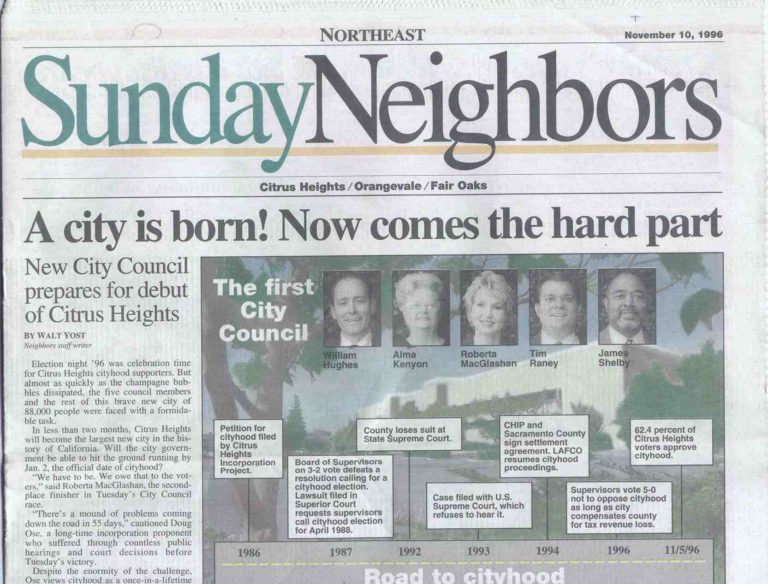 NORTHEAST
November 10, 1996
SundayNeighbors
Citrus Heights / Orangevale / Fair Oaks
A city is born! Now comes the hard part
New City Council
prepares for debut
of Citrus Heights
BY WALT YOST
Neighbors staff writer
Election night '96 was celebration time
for Citrus Heights cityhood supporters. But
almost as quickly as the champagne bub-
bles dissipated, the five council members
and the rest of this brave new city of
88,000 people were faced with a formida-
ble task.
In less than two months, Citrus Heights
will become the largest new city in the his-
tory of California. Will the city govern-
ment be able to hit the ground running by
Jan. 2, the official date of cityhood?
"We have to be. We owe that to the vot-
ers," said Roberta MacGlashan, the second-
place finisher in Tuesday's City Council
race.
"There's a mound of problems coming
down the road in 55 days," cautioned Doug
Ose, a long-time incorporation proponent
who suffered through countless public
hearings and court decisions before
Tuesday's victory.
Despite the enormity of the challenge,
Ose views cityhood as a once-in-a-lifetime
The first
City
Council
William
Hughes
Alma
Kenyon
Roberta
MacGlashan
Tim
Raney
James
Shelby
Petition for
cityhood filed
by Citrus
Heights
Incorporation
Project.
Board of Supervisors
on 3-2 vote defeats a
resolution calling for a
cityhood election.
Lawsuit filed in
Superior Court
requests supervisors
call cityhood election
for April 1988.
County loses suit at
State Supreme Court.
Case filed with U.S.
Supreme Court, which
refuses to hear it.
CHIP and
Sacramento County
sign settlement
agreement. LAFCO
resumes cityhood
proceedings.
Supervisors vote 5-0
not to oppose cityhood
as long as city
compensates county
for tax revenue loss.
62.4 percent of
Citrus Heights
voters approve
cityhood.
1986 1987 1992 1993 1994 1996 11/5/96
Road to cityhood